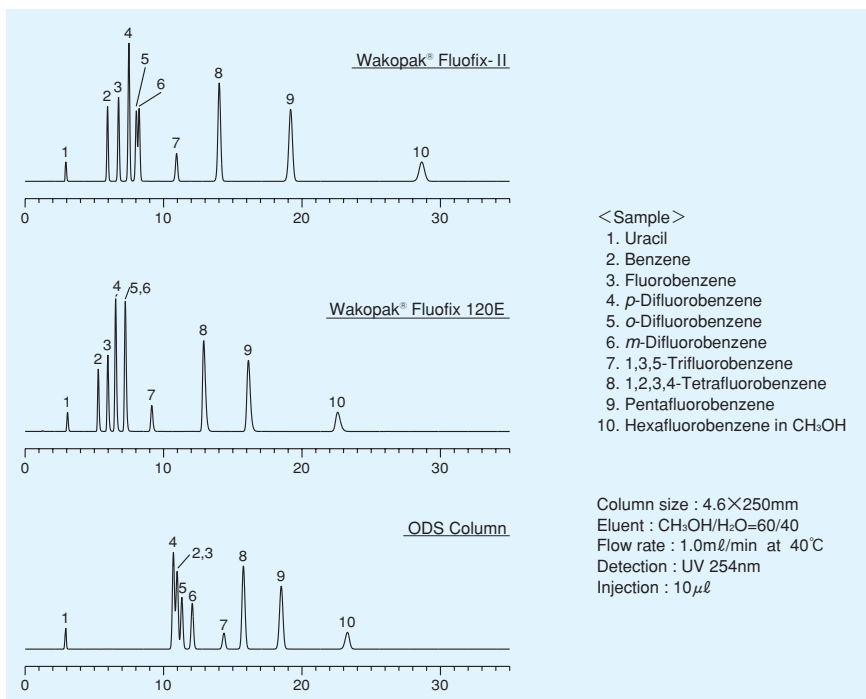 4
5
8
Wakopak® Fluofix-II
2 3
6
9
1
7
10
0 10 20 30
4 5,6
Wakopak® Fluofix 120E
8
3
9
2
1
7
10
0 10 20 30
ODS Column
4
2,3
8
9
5
6
1
7
10
0 10 20 30
<Sample>
1. Uracil
2. Benzene
3. Fluorobenzene
4. p-Difluorobenzene
5. o-Difluorobenzene
6. m-Difluorobenzene
7. 1,3,5-Trifluorobenzene
8. 1,2,3,4-Tetrafluorobenzene
9. Pentafluorobenzene
10. Hexafluorobenzene in CH₃OH
Column size : 4.6×250mm
Eluent : CH₃OH/H₂O=60/40
Flow rate : 1.0mℓ/min at 40℃
Detection : UV 254nm
Injection : 10μℓ